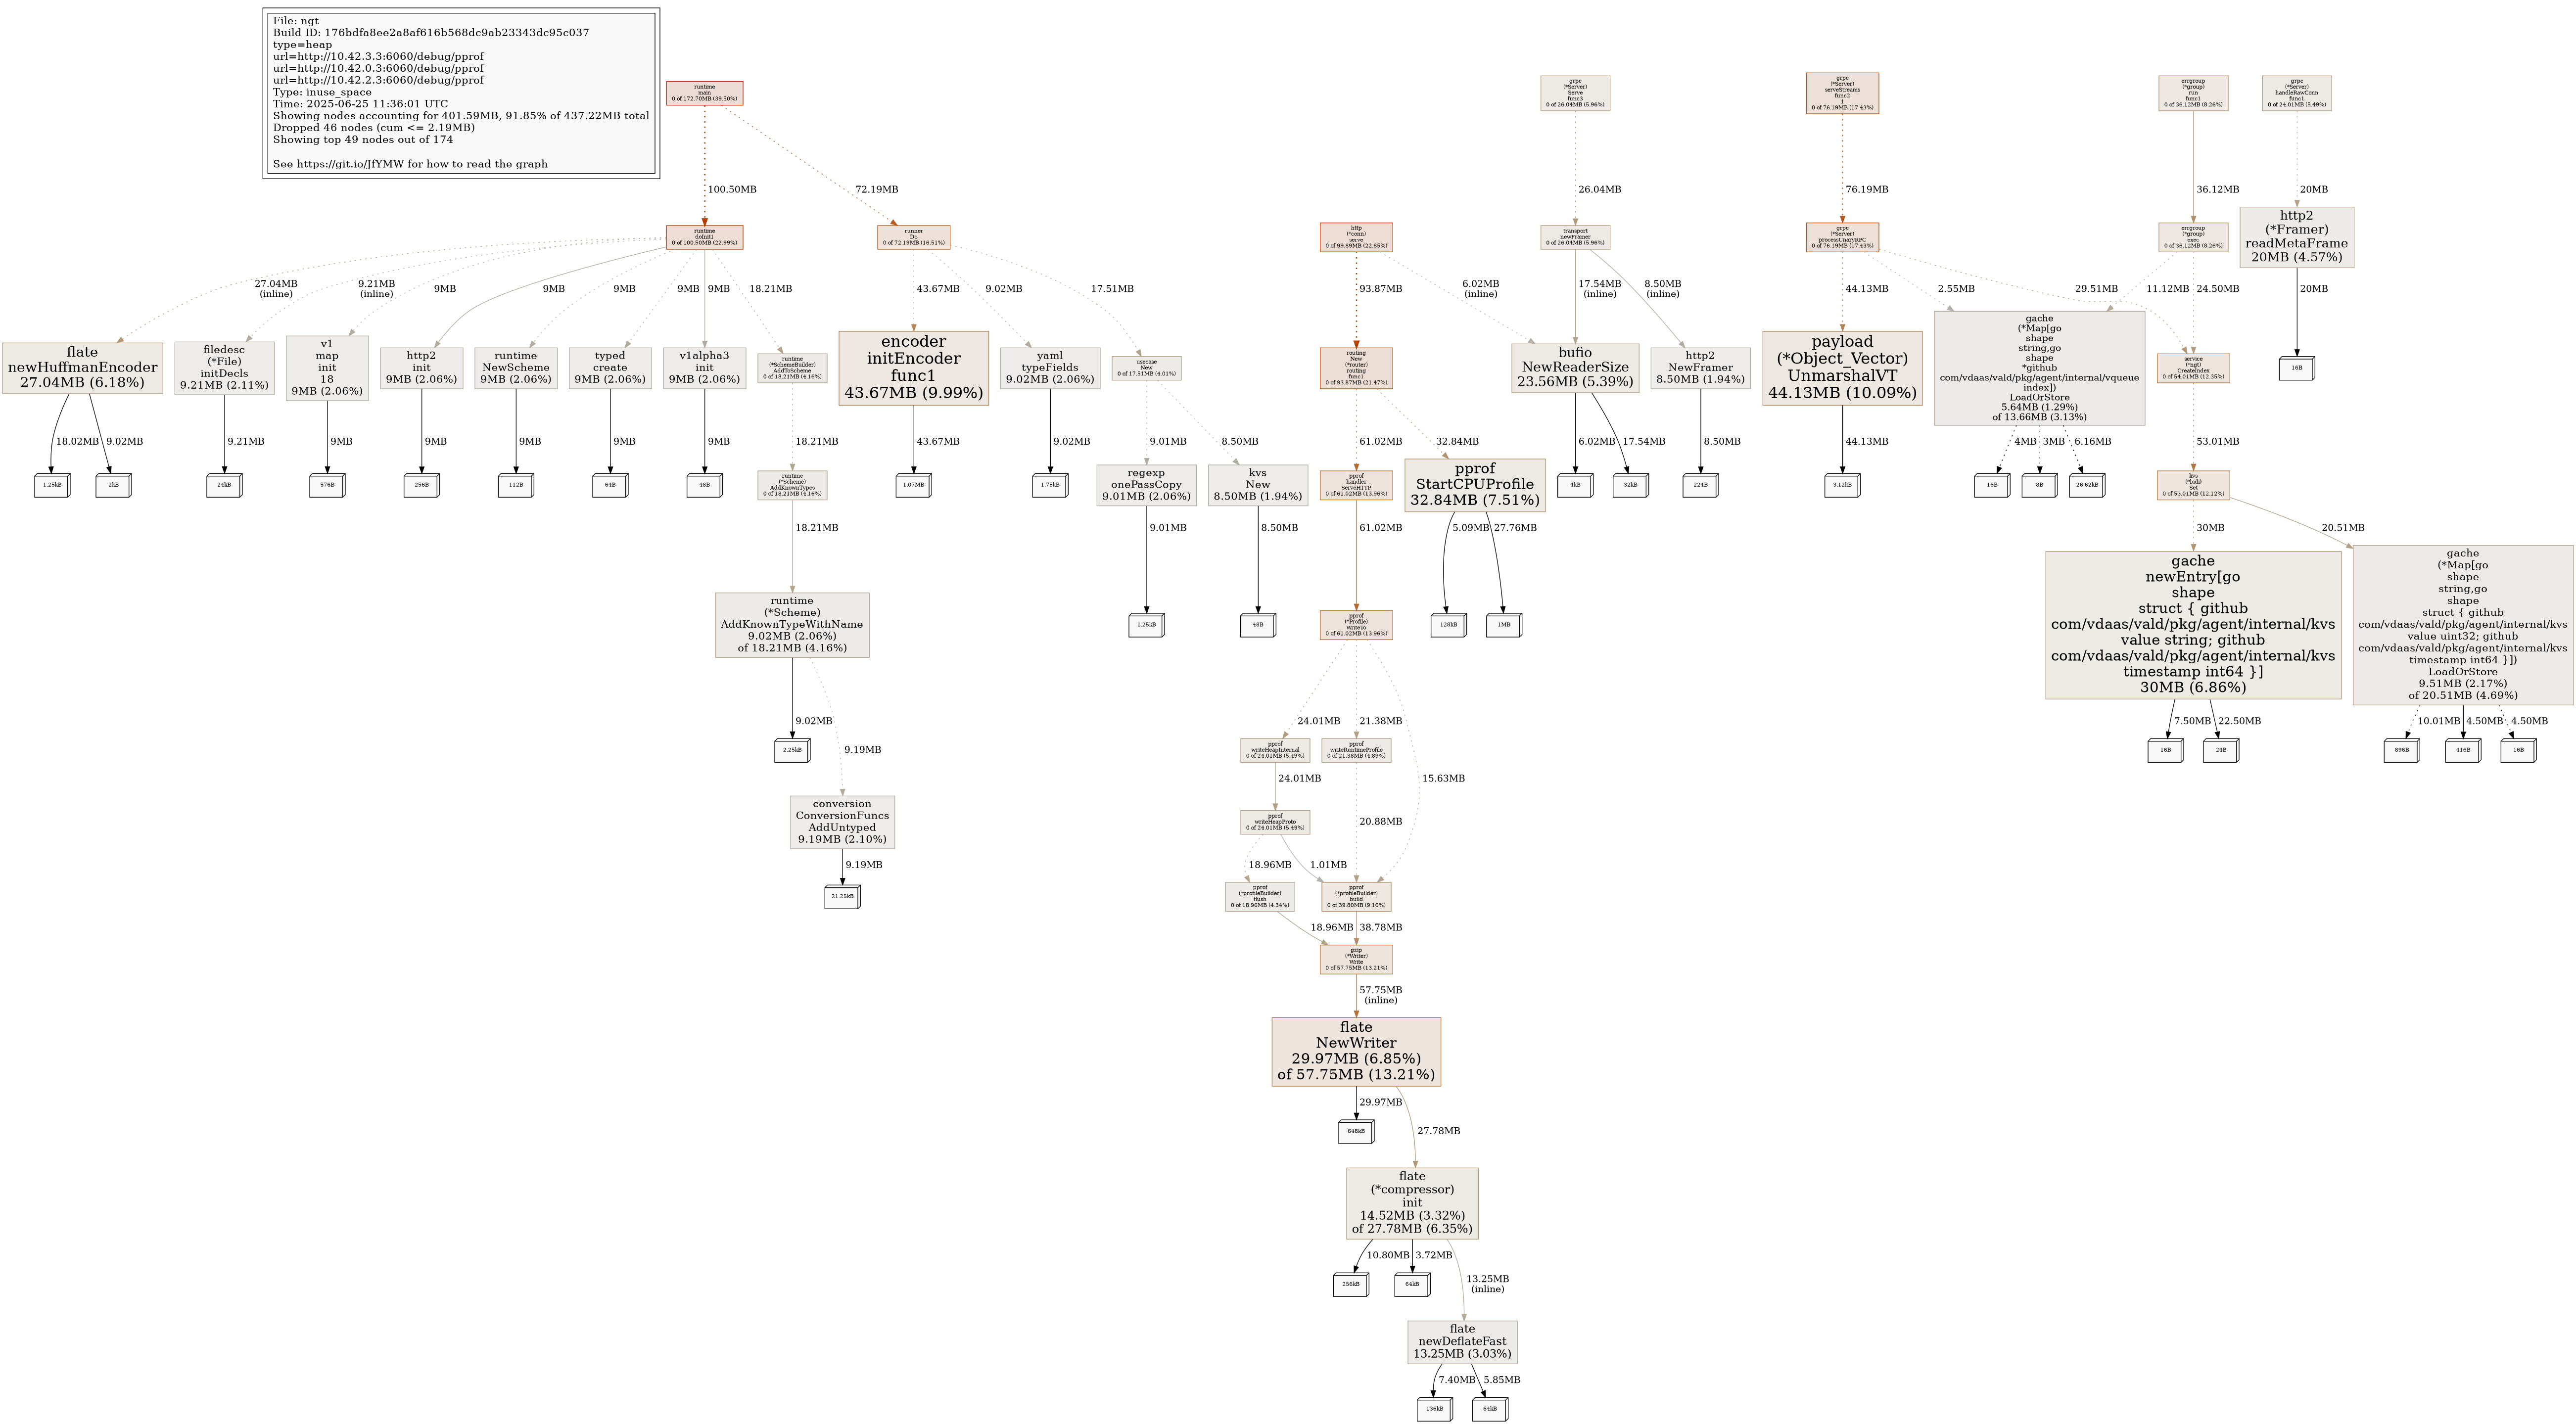 File: ngt
Build ID: 176bdfa8ee2a8af616b568dc9ab23343dc95c037
type=heap
url=http://10.42.3.3:6060/debug/pprof
url=http://10.42.0.3:6060/debug/pprof
url=http://10.42.2.3:6060/debug/pprof
Type: inuse_space
Time: 2025-06-25 11:36:01 UTC
Showing nodes accounting for 401.59MB, 91.85% of 437.22MB total
Dropped 46 nodes (cum <= 2.19MB)
Showing top 49 nodes out of 174
See https://git.io/JfYMW for how to read the graph
runtime
main
0 of 172.70MB (39.50%)
grpc
(*Server)
Serve
func3
0 of 26.04MB (5.96%)
grpc
(*Server)
serveStreams
func2
1
0 of 76.19MB (17.43%)
errgroup
(*group)
run
func1
0 of 36.12MB (8.26%)
grpc
(*Server)
handleRawConn
func1
0 of 24.01MB (5.49%)
100.50MB
72.19MB
26.04MB
76.19MB
36.12MB
20MB
runtime
doInit1
0 of 100.50MB (22.99%)
runner
Do
0 of 72.19MB (16.51%)
http
(*conn)
serve
0 of 99.89MB (22.85%)
transport
newFramer
0 of 26.04MB (5.96%)
grpc
(*Server)
processUnaryRPC
0 of 76.19MB (17.43%)
errgroup
(*group)
exec
0 of 36.12MB (8.26%)
http2
(*Framer)
readMetaFrame
20MB (4.57%)
27.04MB
(inline)
9.21MB
(inline)
9MB
9MB
9MB
9MB
9MB
18.21MB
43.67MB
9.02MB
17.51MB
93.87MB
6.02MB
(inline)
17.54MB
(inline)
8.50MB
(inline)
44.13MB
2.55MB
29.51MB
11.12MB
24.50MB
20MB
flate
newHuffmanEncoder
27.04MB (6.18%)
filedesc
(*File)
initDecls
9.21MB (2.11%)
v1
map
init
18
9MB (2.06%)
http2
init
9MB (2.06%)
runtime
NewScheme
9MB (2.06%)
typed
create
9MB (2.06%)
v1alpha3
init
9MB (2.06%)
runtime
(*SchemeBuilder)
AddToScheme
0 of 18.21MB (4.16%)
encoder
initEncoder
func1
43.67MB (9.99%)
yaml
typeFields
9.02MB (2.06%)
usecase
New
0 of 17.51MB (4.01%)
routing
New
(*router)
routing
func1
0 of 93.87MB (21.47%)
bufio
NewReaderSize
23.56MB (5.39%)
http2
NewFramer
8.50MB (1.94%)
payload
(*Object_Vector)
UnmarshalVT
44.13MB (10.09%)
gache
(*Map[go
shape
string,go
shape
*github
com/vdaas/vald/pkg/agent/internal/vqueue
index])
LoadOrStore
5.64MB (1.29%)
of 13.66MB (3.13%)
service
(*ngt)
CreateIndex
0 of 54.01MB (12.35%)
16B
18.02MB
9.02MB
9.21MB
9MB
9MB
9MB
9MB
9MB
18.21MB
43.67MB
9.02MB
9.01MB
8.50MB
61.02MB
32.84MB
6.02MB
17.54MB
8.50MB
44.13MB
4MB
3MB
6.16MB
53.01MB
1.25kB
2kB
24kB
576B
256B
112B
64B
48B
runtime
(*Scheme)
AddKnownTypes
0 of 18.21MB (4.16%)
1.07MB
1.75kB
regexp
onePassCopy
9.01MB (2.06%)
kvs
New
8.50MB (1.94%)
pprof
handler
ServeHTTP
0 of 61.02MB (13.96%)
pprof
StartCPUProfile
32.84MB (7.51%)
4kB
32kB
224B
3.12kB
16B
8B
26.62kB
kvs
(*bidi)
Set
0 of 53.01MB (12.12%)
18.21MB
9.01MB
8.50MB
61.02MB
5.09MB
27.76MB
30MB
20.51MB
runtime
(*Scheme)
AddKnownTypeWithName
9.02MB (2.06%)
of 18.21MB (4.16%)
1.25kB
48B
pprof
(*Profile)
WriteTo
0 of 61.02MB (13.96%)
128kB
1MB
gache
newEntry[go
shape
struct { github
com/vdaas/vald/pkg/agent/internal/kvs
value string; github
com/vdaas/vald/pkg/agent/internal/kvs
timestamp int64 }]
30MB (6.86%)
gache
(*Map[go
shape
string,go
shape
struct { github
com/vdaas/vald/pkg/agent/internal/kvs
value uint32; github
com/vdaas/vald/pkg/agent/internal/kvs
timestamp int64 }])
LoadOrStore
9.51MB (2.17%)
of 20.51MB (4.69%)
9.02MB
9.19MB
24.01MB
21.38MB
15.63MB
7.50MB
22.50MB
10.01MB
4.50MB
4.50MB
2.25kB
pprof
writeHeapInternal
0 of 24.01MB (5.49%)
pprof
writeRuntimeProfile
0 of 21.38MB (4.89%)
16B
24B
896B
416B
16B
24.01MB
20.88MB
conversion
ConversionFuncs
AddUntyped
9.19MB (2.10%)
pprof
writeHeapProto
0 of 24.01MB (5.49%)
9.19MB
18.96MB
1.01MB
21.25kB
pprof
(*profileBuilder)
flush
0 of 18.96MB (4.34%)
pprof
(*profileBuilder)
build
0 of 39.80MB (9.10%)
18.96MB
38.78MB
gzip
(*Writer)
Write
0 of 57.75MB (13.21%)
57.75MB
(inline)
flate
NewWriter
29.97MB (6.85%)
of 57.75MB (13.21%)
29.97MB
27.78MB
648kB
flate
(*compressor)
init
14.52MB (3.32%)
of 27.78MB (6.35%)
10.80MB
3.72MB
13.25MB
(inline)
256kB
64kB
flate
newDeflateFast
13.25MB (3.03%)
7.40MB
5.85MB
136kB
64kB